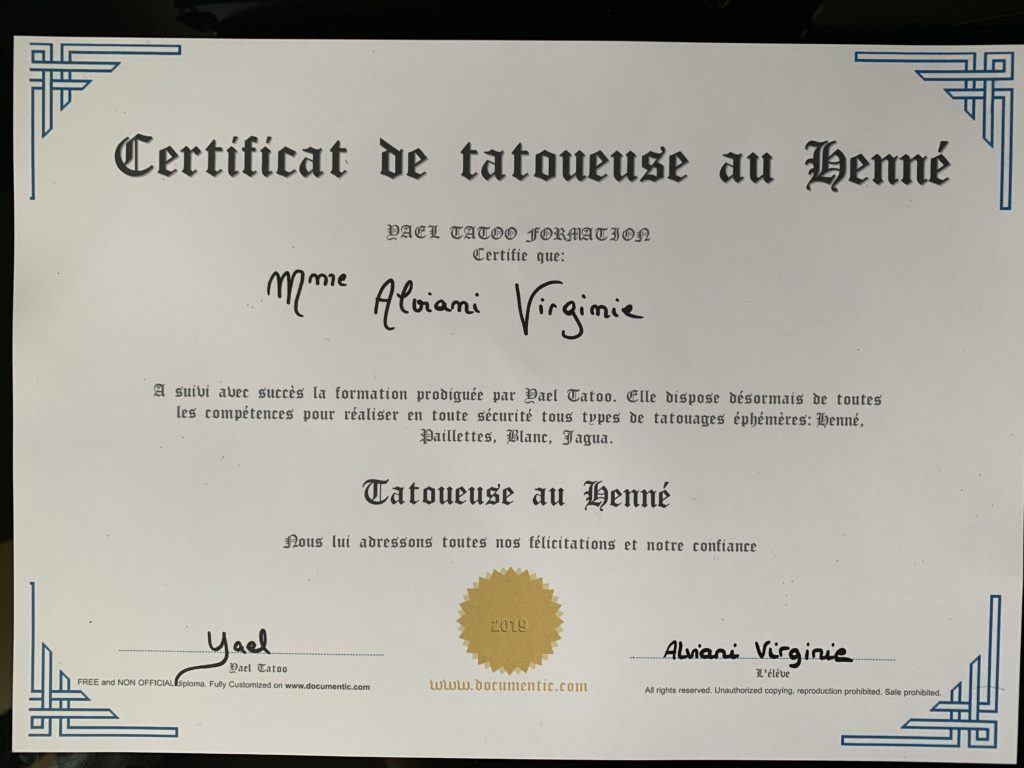 Certificat de tatoueuse au Henné
YAEL TATOO FORMATION
Certifie que:
Mme Alviani Virginie
A suivi avec succès la formation prodiguée par Yael Tatoo. Elle dispose désormais de toutes
les compétences pour réaliser en toute sécurité tous types de tatouages éphémères: Henné,
Paillettes, Blanc, Jagua.
Tatoueuse au Henné
Nous lui adressons toutes nos félicitations et notre confiance
2019
www.documentic.com
Yael
Yael Tatoo
FREE and NON OFFICIAL diploma. Fully Customized on www.documentic.com
Alviani Virginie
L'élève
All rights reserved. Unauthorized copying, reproduction prohibited. Sale prohibited.